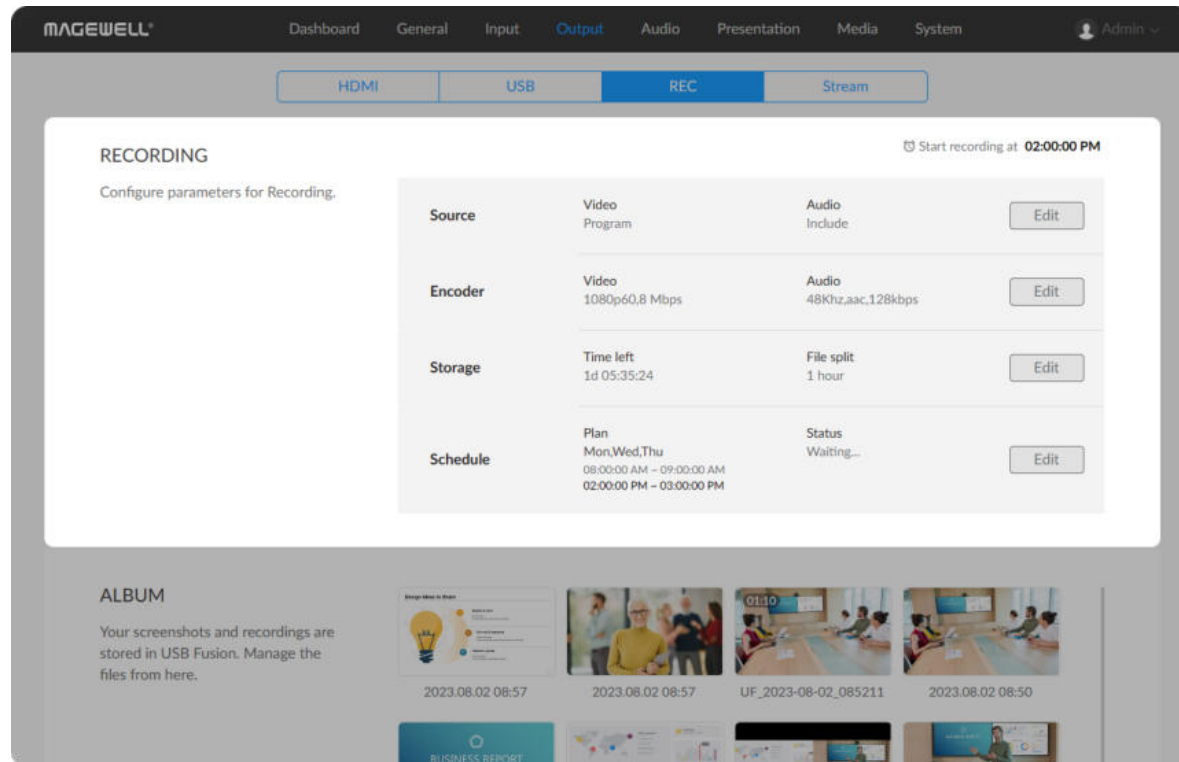 MAGEWELL®
Dashboard General Input Output Audio Presentation Media System Admin
HDMI USB REC Stream
RECORDING
Start recording at 02:00:00 PM
Configure parameters for Recording.
Source
Video
Program
Audio
Include
Edit
Encoder
Video
1080p60,8 Mbps
Audio
48Khz,aac,128kbps
Edit
Storage
Time left
1d 05:35:24
File split
1 hour
Edit
Schedule
Plan
Mon,Wed,Thu
08:00:00 AM ~ 09:00:00 AM
02:00:00 PM ~ 03:00:00 PM
Status
Waiting...
Edit
ALBUM
Your screenshots and recordings are
stored in USB Fusion. Manage the
files from here.
01:10
2023.08.02 08:57
2023.08.02 08:57
UF_2023-08-02_085211
2023.08.02 08:50
BUSINESS REPORT